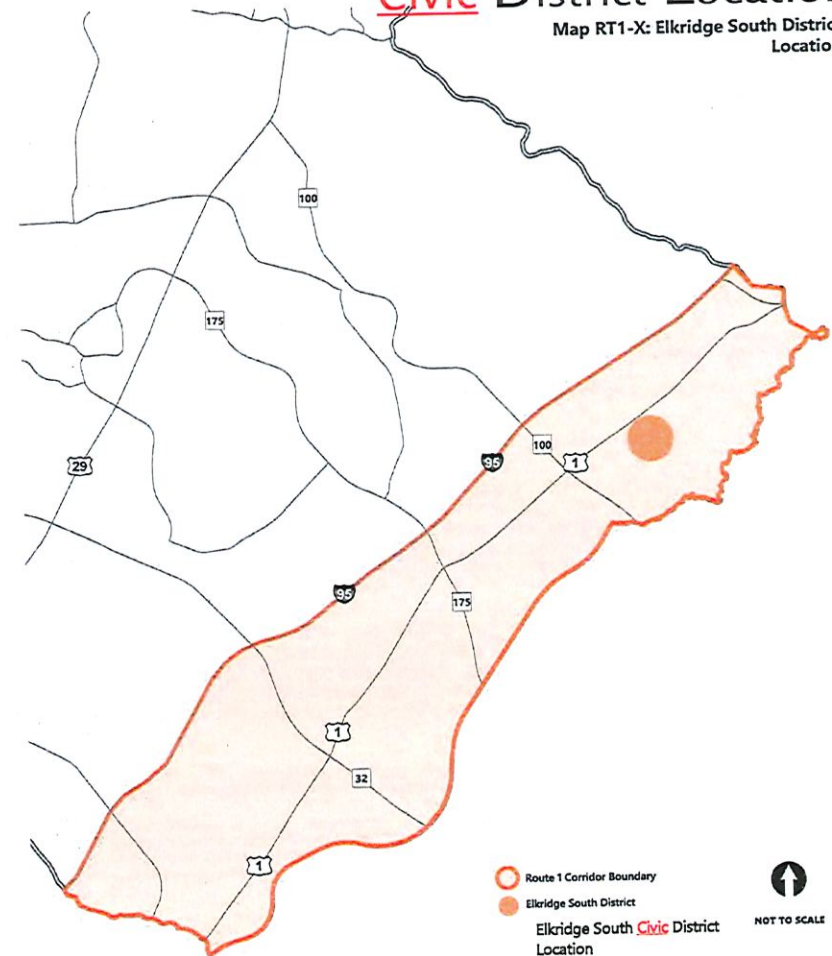 Civic District Location
Map RT1-X: Elkridge South Distric
Locatio
100
175
29
95
100
1
95
175
1
32
1
Route 1 Corridor Boundary
Elkridge South District
Elkridge South Civic District
Location
NOT TO SCALE